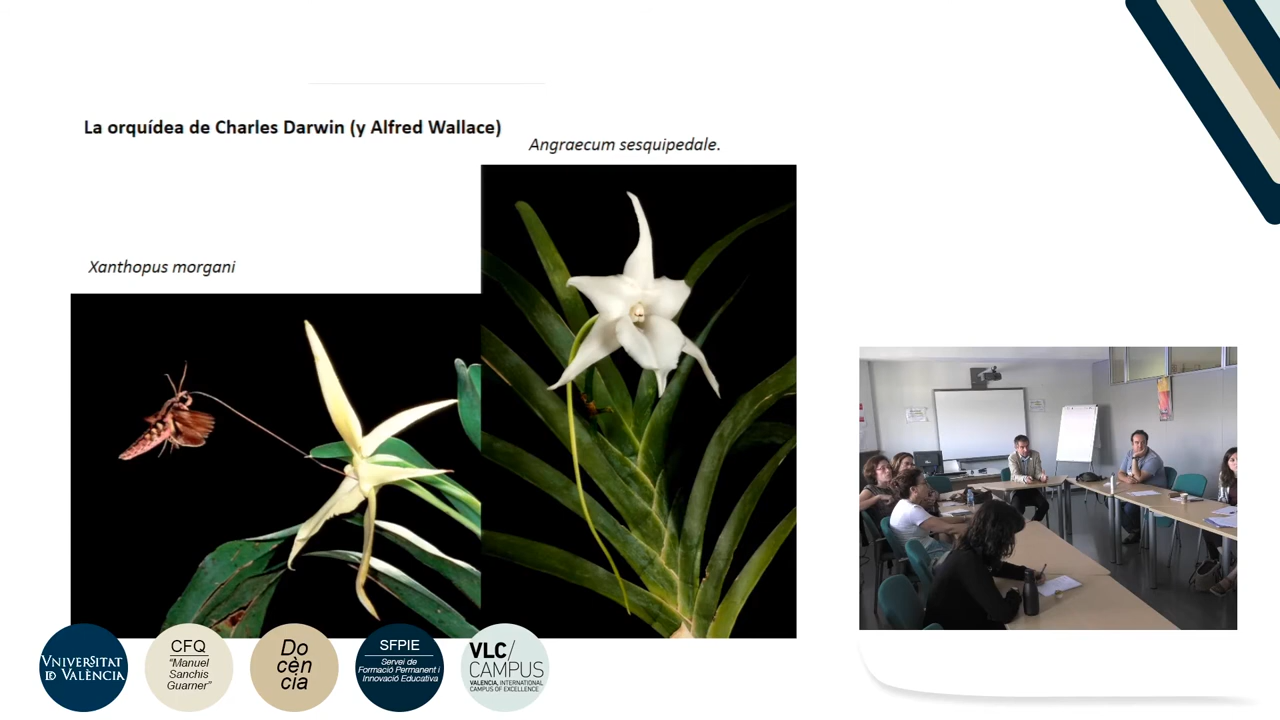 La orquídea de Charles Darwin (y Alfred Wallace)
Angraecum sesquipedale.
Xanthopus morgani
VNIVERSITAT
ID VALÈNCIA
CFQ
"Manuel
Sanchis
Guarner"
Do
cèn
cia
SFPIE
Servei de
Formació Permanent i
Innovació Educativa
VLC/
CAMPUS
VALENCIA, INTERNATIONAL
CAMPUS OF EXCELLENCE